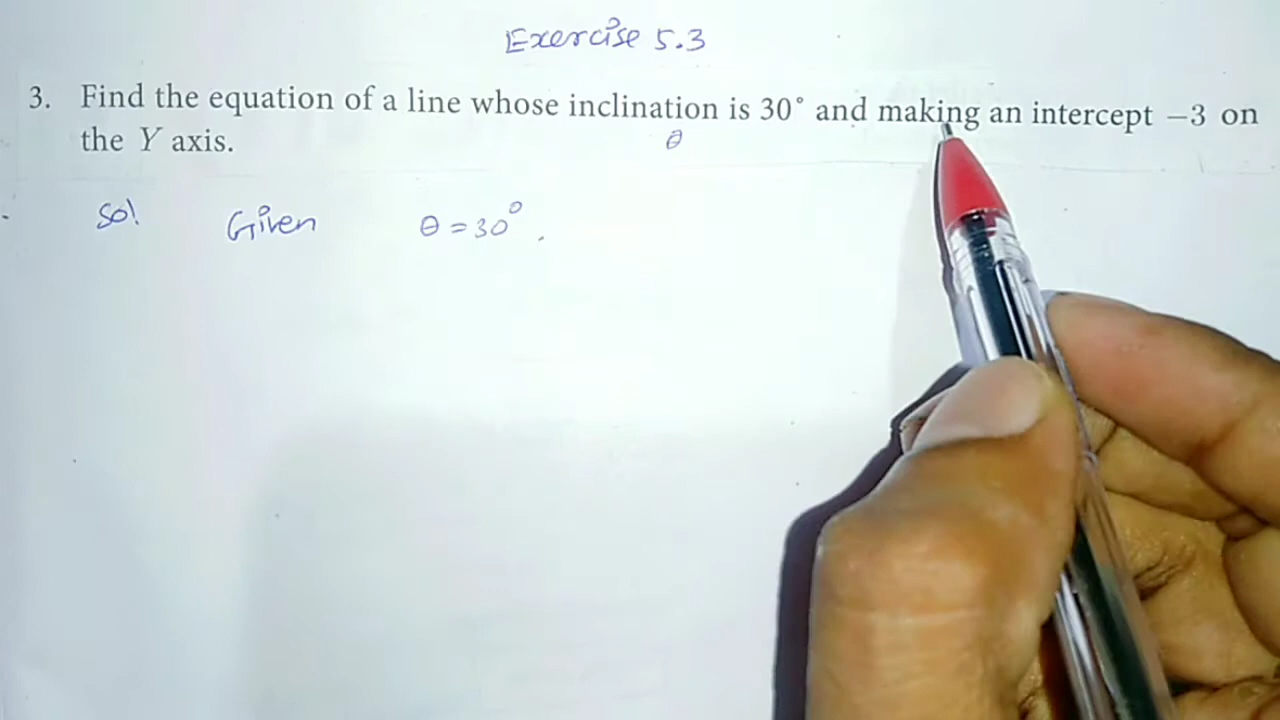 Exercise 5.3
3. Find the equation of a line whose inclination is 30° and making an intercept −3 on
the Y axis.
θ
Sol Given θ = 30°.